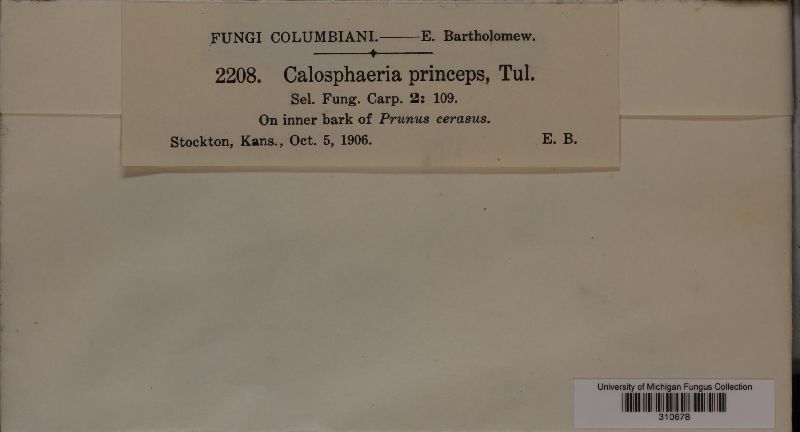 FUNGI COLUMBIANI.——E. Bartholomew.
2208. Calosphaeria princeps, Tul.
Sel. Fung. Carp. 2: 109.
On inner bark of Prunus cerasus.
Stockton, Kans., Oct. 5, 1906. E. B.
University of Michigan Fungus Collection
310678